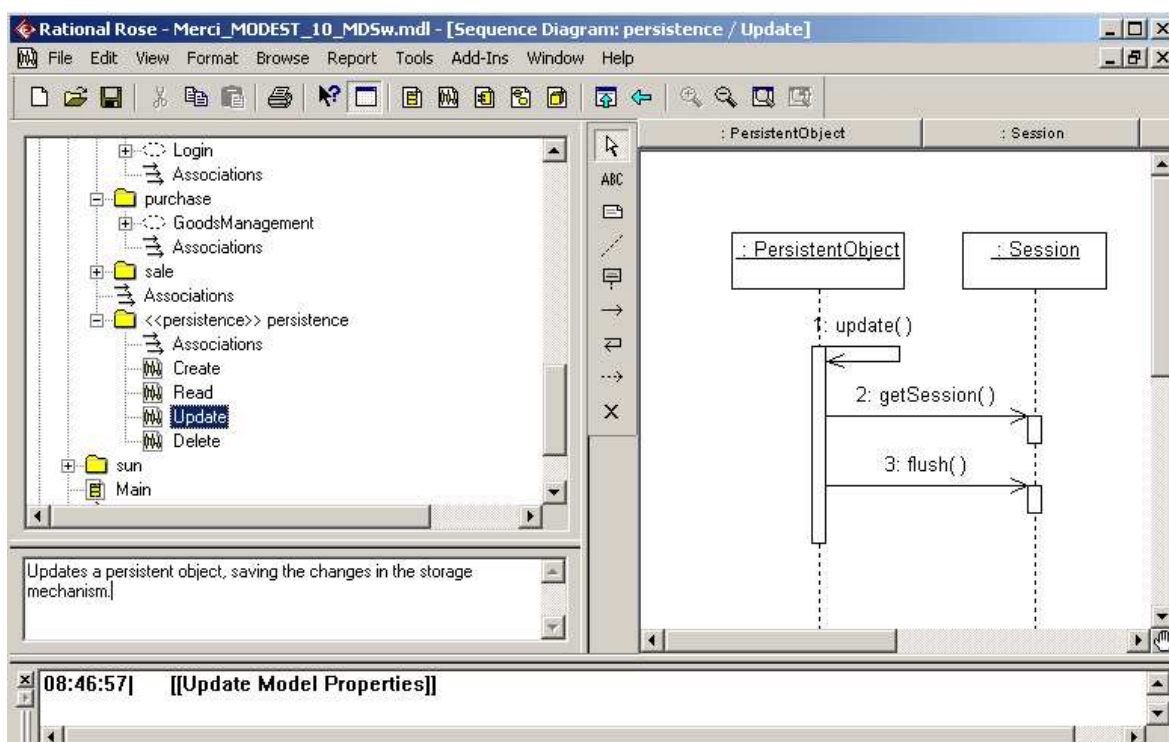 Rational Rose - Merci_MODEST_10_MDSw.mdl - [Sequence Diagram: persistence / Update]
File Edit View Format Browse Report Tools Add-Ins Window Help
Login
Associations
purchase
GoodsManagement
Associations
sale
Associations
<<persistence>> persistence
Associations
Create
Read
Update
Delete
sun
Main
Updates a persistent object, saving the changes in the storage
mechanism.
ABC
: PersistentObject : Session
: PersistentObject : Session
1: update( )
2: getSession( )
3: flush( )
08:46:57| [[Update Model Properties]]